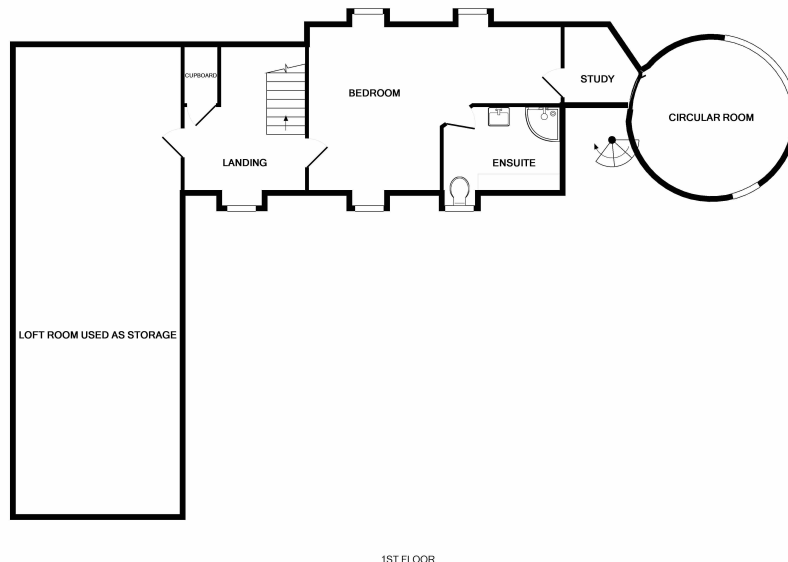 CUPBOARD
BEDROOM
STUDY
CIRCULAR ROOM
LANDING
ENSUITE
LOFT ROOM USED AS STORAGE
1ST FLOOR